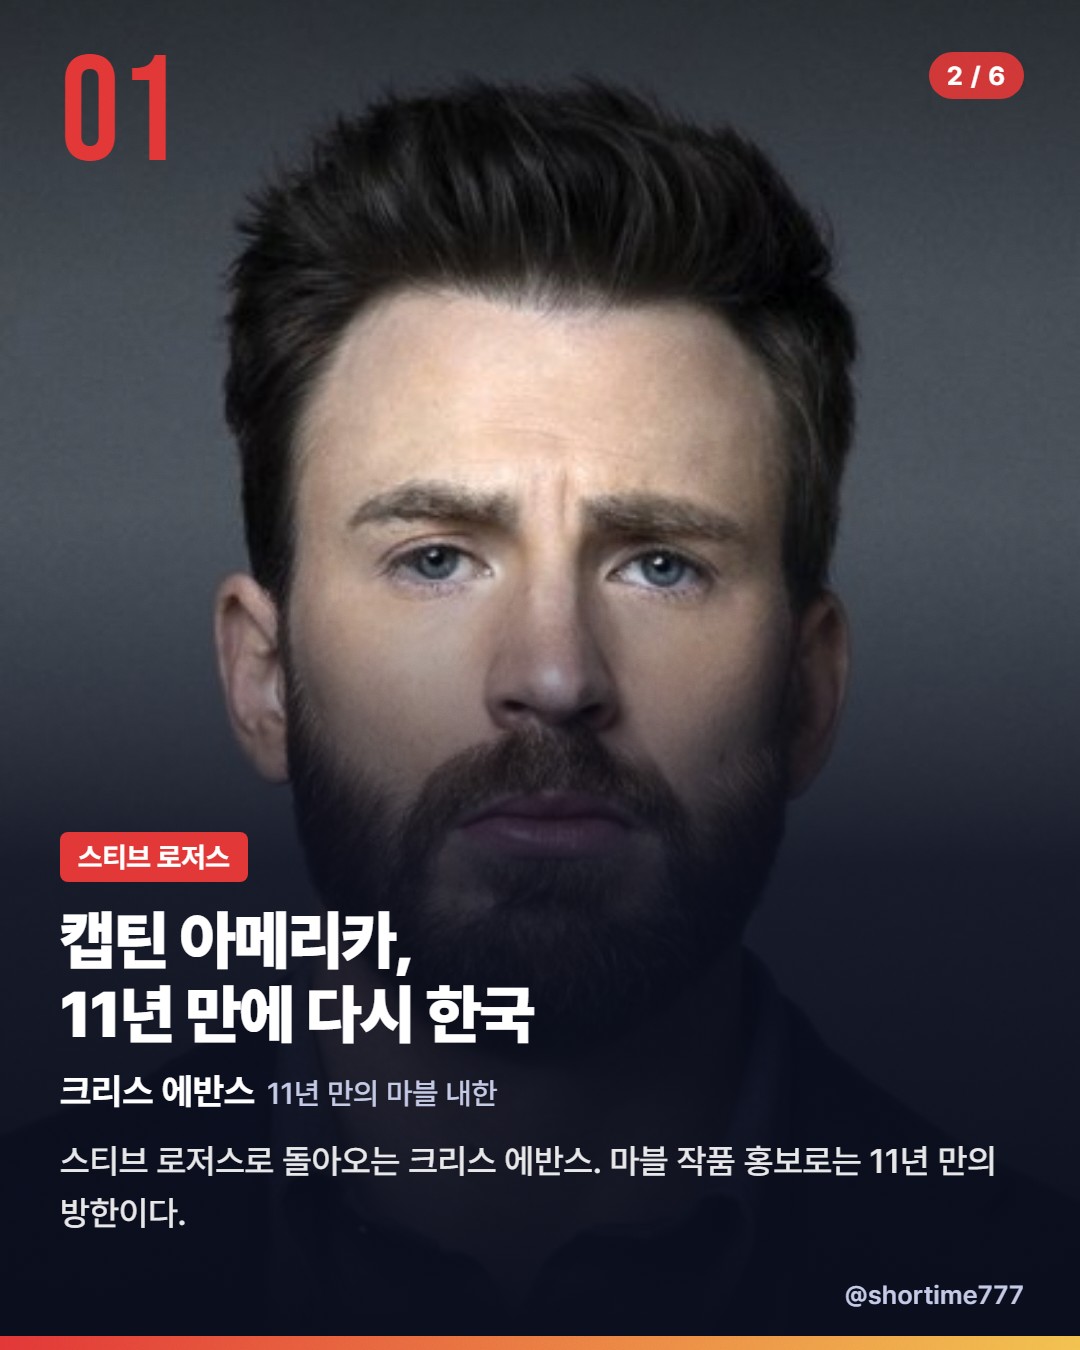 01
2 / 6
스티브 로저스
캡틴 아메리카,
11년 만에 다시 한국
크리스 에반스 11년 만의 마블 내한
스티브 로저스로 돌아오는 크리스 에반스. 마블 작품 홍보로는 11년 만의
방한이다.
@shortime777